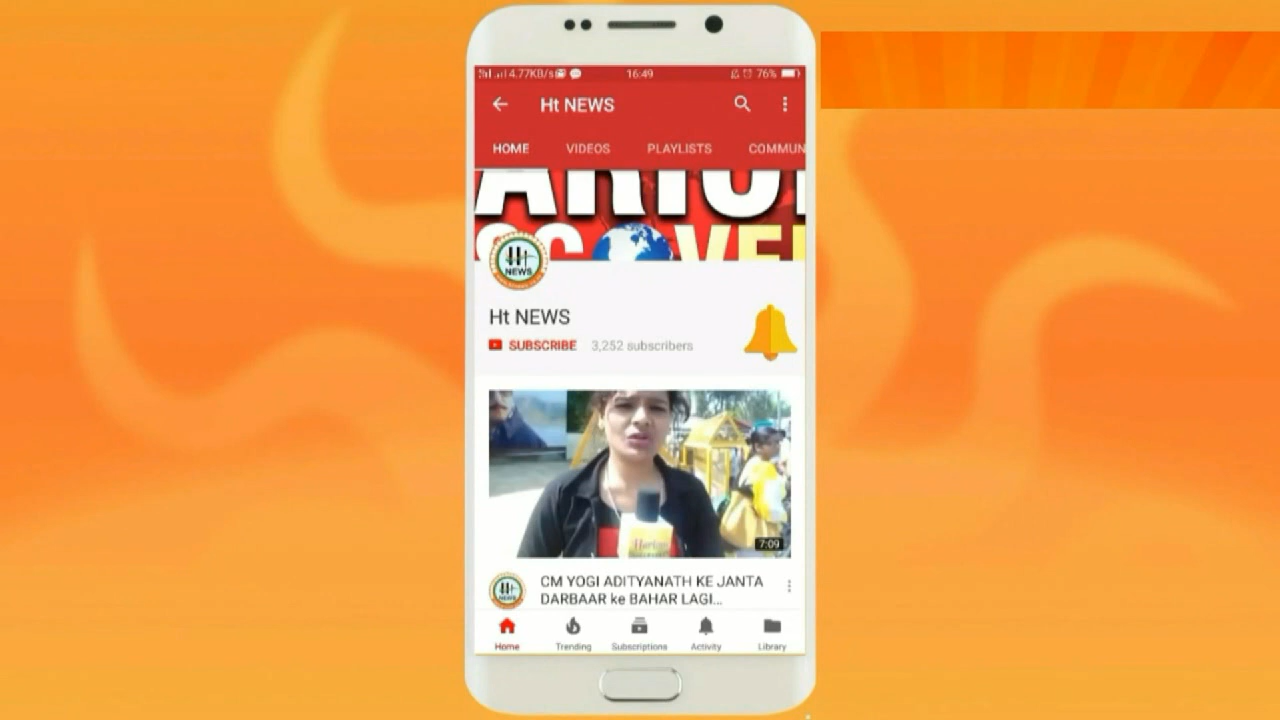 4.77KB/s 16:49 76%
Ht NEWS
HOME VIDEOS PLAYLISTS COMMUN
NEWS
Ht NEWS
SUBSCRIBE 3,252 subscribers
7:09
NEWS
CM YOGI ADITYANATH KE JANTA
DARBAAR ke BAHAR LAGI...
Home Trending Subscriptions Activity Library